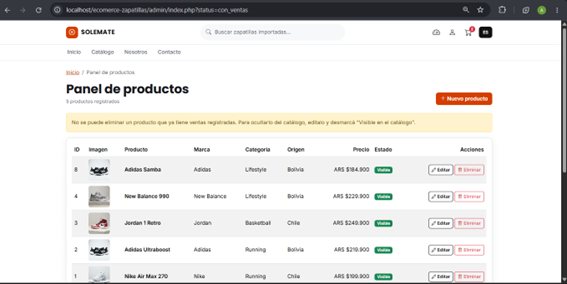 localhost/ecomerce-zapatillas/admin/index.php?status=con_ventas
A
SOLEMATE
Buscar zapatillas importadas...
ES
Inicio Catálogo Nosotros Contacto
Inicio / Panel de productos
Panel de productos
5 productos registrados
+ Nuevo producto
No se puede eliminar un producto que ya tiene ventas registradas. Para ocultarlo del catálogo, editalo y desmarcá "Visible en el catálogo".
ID Imagen Producto Marca Categoría Origen Precio Estado Acciones
8 Adidas Samba Adidas Lifestyle Bolivia ARS $184.900 Visible Editar Eliminar
4 New Balance 990 New Balance Lifestyle Bolivia ARS $229.900 Visible Editar Eliminar
3 Jordan 1 Retro Jordan Basketball Chile ARS $249.900 Visible Editar Eliminar
2 Adidas Ultraboost Adidas Running Bolivia ARS $219.900 Visible Editar Eliminar
1 Nike Air Max 270 Nike Running Chile ARS $199.900 Visible Editar Eliminar